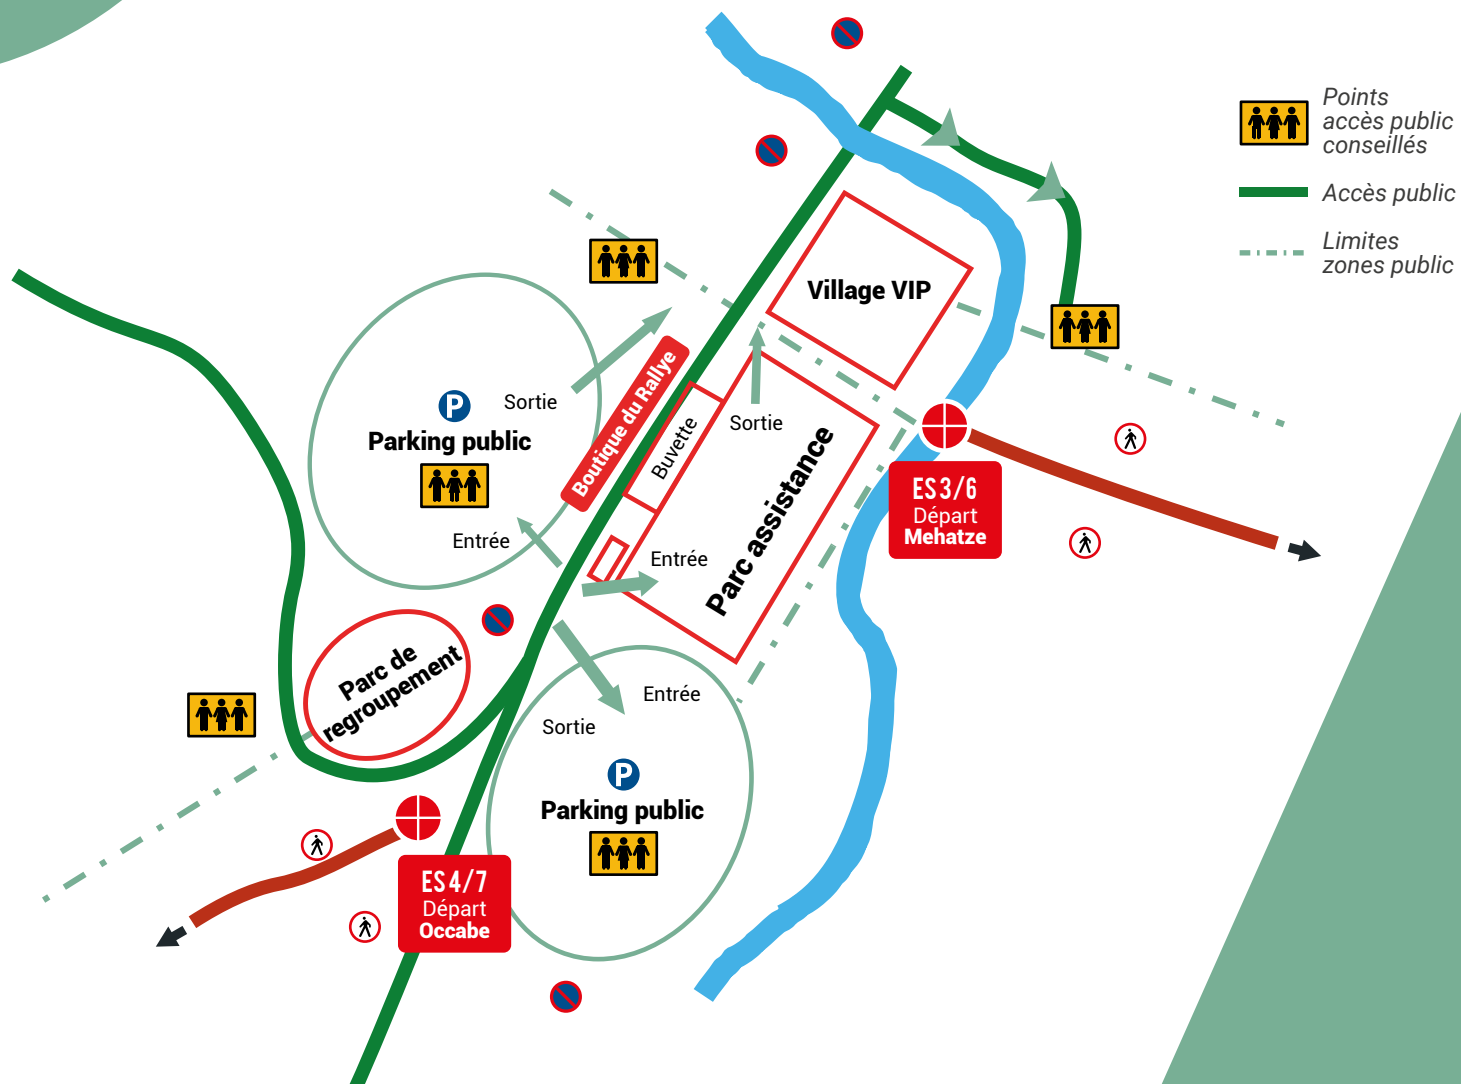 Points
accès public
conseillés
Accès public
Limites
zones public
Village VIP
Boutique du Rallye
P
Sortie
Parking public
Buvette
Sortie
Parc assistance
Entrée
Entrée
ES 3/6
Départ
Mehatze
Parc de
regroupement
Entrée
Sortie
P
Parking public
ES 4/7
Départ
Occabe